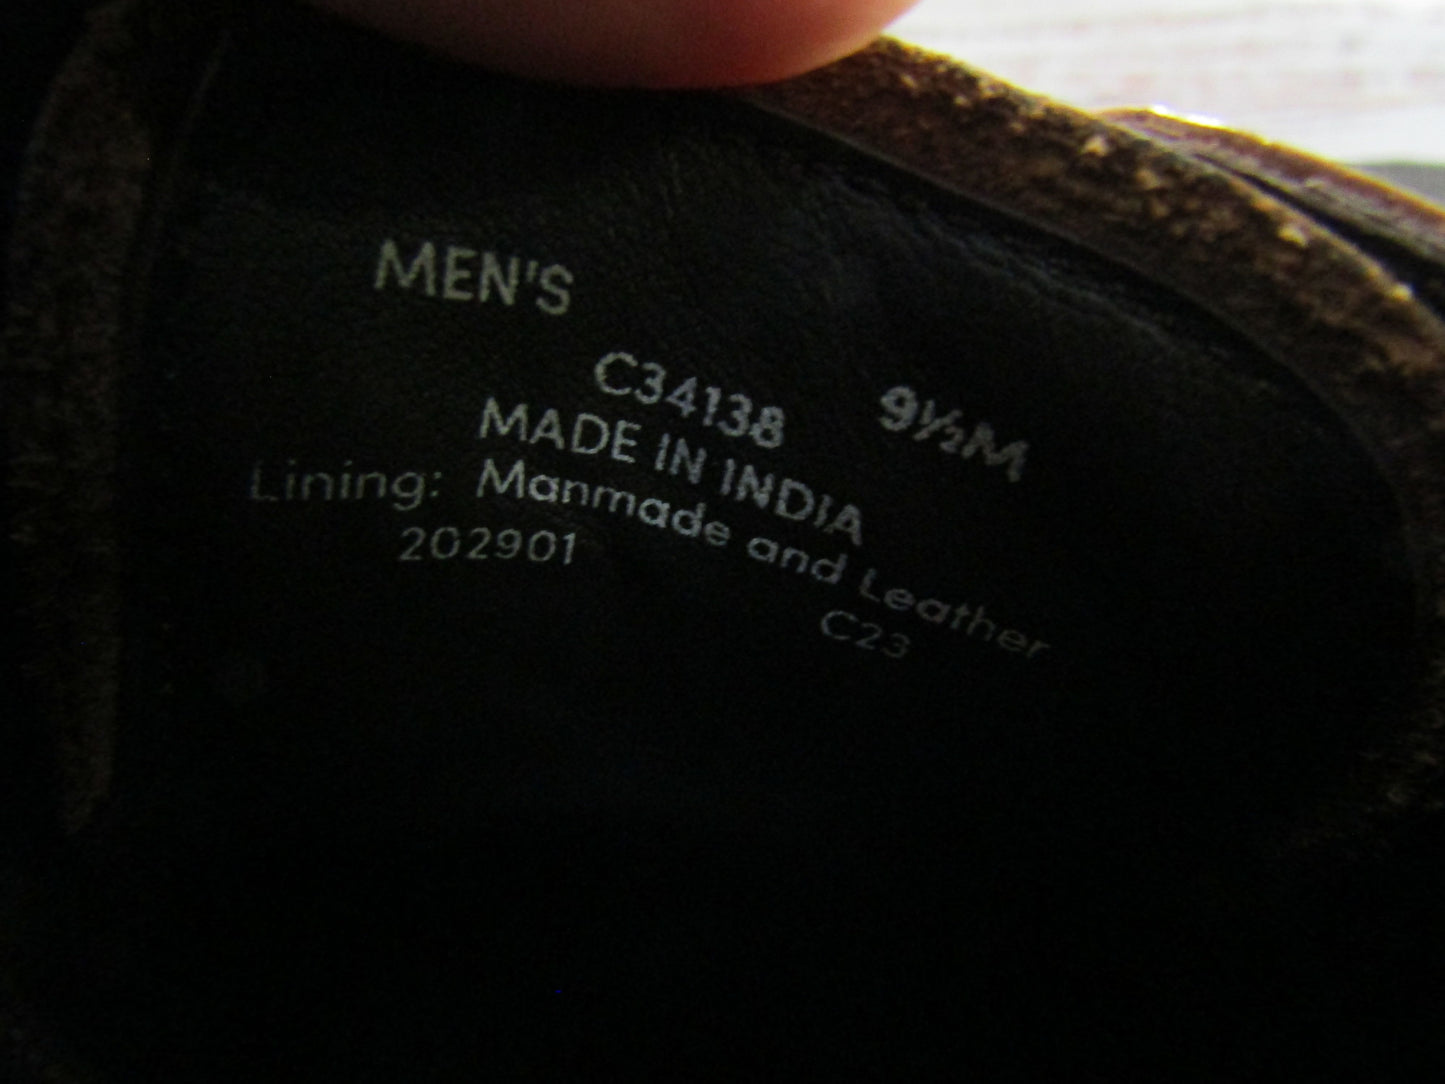 MEN'S
C34138 9½M
MADE IN INDIA
Lining: Manmade and Leather
202901 C23